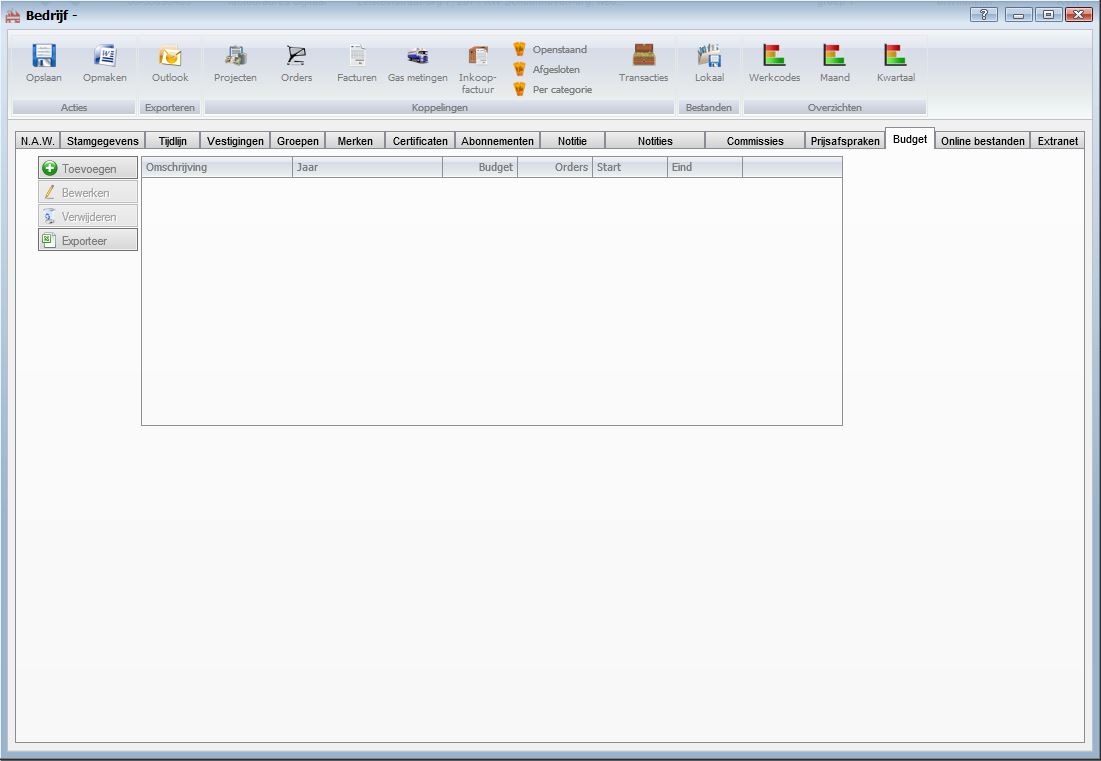 Bedrijf -
Opslaan
Opmaken
Outlook
Projecten
Orders
Facturen
Gas metingen
Inkoop-
factuur
Openstaand
Afgesloten
Per categorie
Transacties
Lokaal
Werkcodes
Maand
Kwartaal
Acties
Exporteren
Koppelingen
Bestanden
Overzichten
N.A.W. Stamgegevens Tijdlijn Vestigingen Groepen Merken Certificaten Abonnementen Notitie Notities Commissies Prijsafspraken Budget Online bestanden Extranet
Toevoegen
Bewerken
Verwijderen
Exporteer
Omschrijving Jaar Budget Orders Start Eind